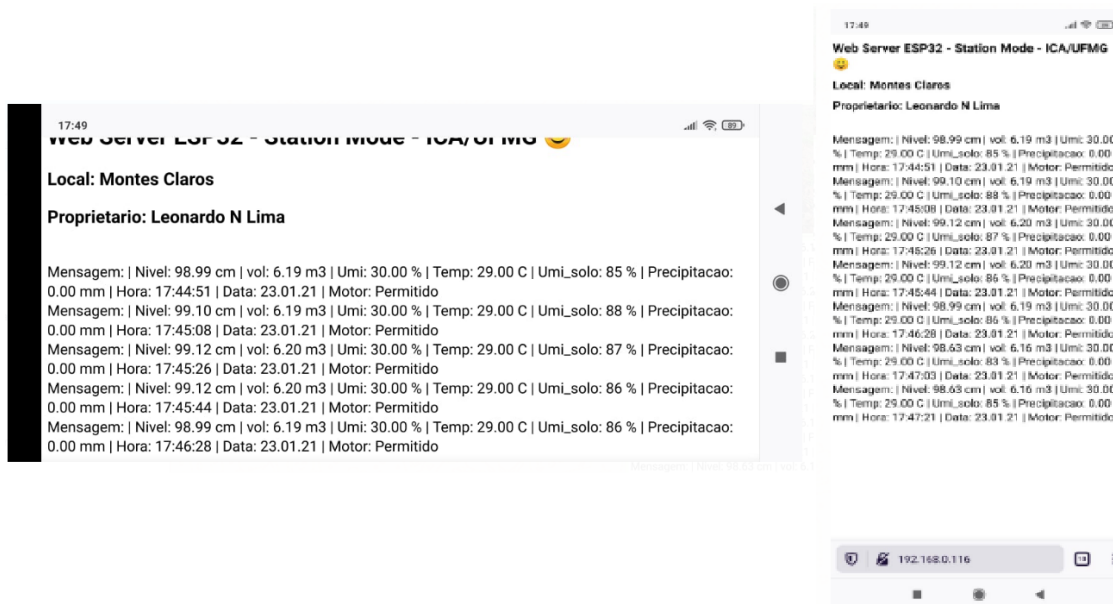 17:49
89
Web Server ESP32 - Station Mode - ICA/UFMG
Local: Montes Claros
Proprietario: Leonardo N Lima
Mensagem: | Nivel: 98.99 cm | vol: 6.19 m3 | Umi: 30.00 % | Temp: 29.00 C | Umi_solo: 85 % | Precipitacao:
0.00 mm | Hora: 17:44:51 | Data: 23.01.21 | Motor: Permitido
Mensagem: | Nivel: 99.10 cm | vol: 6.19 m3 | Umi: 30.00 % | Temp: 29.00 C | Umi_solo: 88 % | Precipitacao:
0.00 mm | Hora: 17:45:08 | Data: 23.01.21 | Motor: Permitido
Mensagem: | Nivel: 99.12 cm | vol: 6.20 m3 | Umi: 30.00 % | Temp: 29.00 C | Umi_solo: 87 % | Precipitacao:
0.00 mm | Hora: 17:45:26 | Data: 23.01.21 | Motor: Permitido
Mensagem: | Nivel: 99.12 cm | vol: 6.20 m3 | Umi: 30.00 % | Temp: 29.00 C | Umi_solo: 86 % | Precipitacao:
0.00 mm | Hora: 17:45:44 | Data: 23.01.21 | Motor: Permitido
Mensagem: | Nivel: 98.99 cm | vol: 6.19 m3 | Umi: 30.00 % | Temp: 29.00 C | Umi_solo: 86 % | Precipitacao:
0.00 mm | Hora: 17:46:28 | Data: 23.01.21 | Motor: Permitido
17:49
Web Server ESP32 - Station Mode - ICA/UFMG
Local: Montes Claros
Proprietario: Leonardo N Lima
Mensagem: | Nivel: 98.99 cm | vol: 6.19 m3 | Umi: 30.00
% | Temp: 29.00 C | Umi_solo: 85 % | Precipitacao: 0.00
mm | Hora: 17:44:51 | Data: 23.01.21 | Motor: Permitido
Mensagem: | Nivel: 99.10 cm | vol: 6.19 m3 | Umi: 30.00
% | Temp: 29.00 C | Umi_solo: 88 % | Precipitacao: 0.00
mm | Hora: 17:45:08 | Data: 23.01.21 | Motor: Permitido
Mensagem: | Nivel: 99.12 cm | vol: 6.20 m3 | Umi: 30.00
% | Temp: 29.00 C | Umi_solo: 87 % | Precipitacao: 0.00
mm | Hora: 17:45:26 | Data: 23.01.21 | Motor: Permitido
Mensagem: | Nivel: 99.12 cm | vol: 6.20 m3 | Umi: 30.00
% | Temp: 29.00 C | Umi_solo: 86 % | Precipitacao: 0.00
mm | Hora: 17:45:44 | Data: 23.01.21 | Motor: Permitido
Mensagem: | Nivel: 98.99 cm | vol: 6.19 m3 | Umi: 30.00
% | Temp: 29.00 C | Umi_solo: 86 % | Precipitacao: 0.00
mm | Hora: 17:46:28 | Data: 23.01.21 | Motor: Permitido
Mensagem: | Nivel: 98.63 cm | vol: 6.16 m3 | Umi: 30.00
% | Temp: 29.00 C | Umi_solo: 83 % | Precipitacao: 0.00
mm | Hora: 17:47:03 | Data: 23.01.21 | Motor: Permitido
Mensagem: | Nivel: 98.63 cm | vol: 6.16 m3 | Umi: 30.00
% | Temp: 29.00 C | Umi_solo: 85 % | Precipitacao: 0.00
mm | Hora: 17:47:21 | Data: 23.01.21 | Motor: Permitido
192.168.0.116